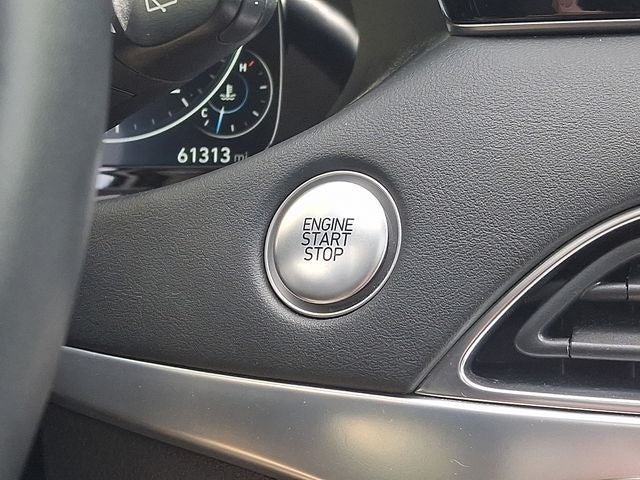 H
C
61313 mi
ENGINE
START
STOP